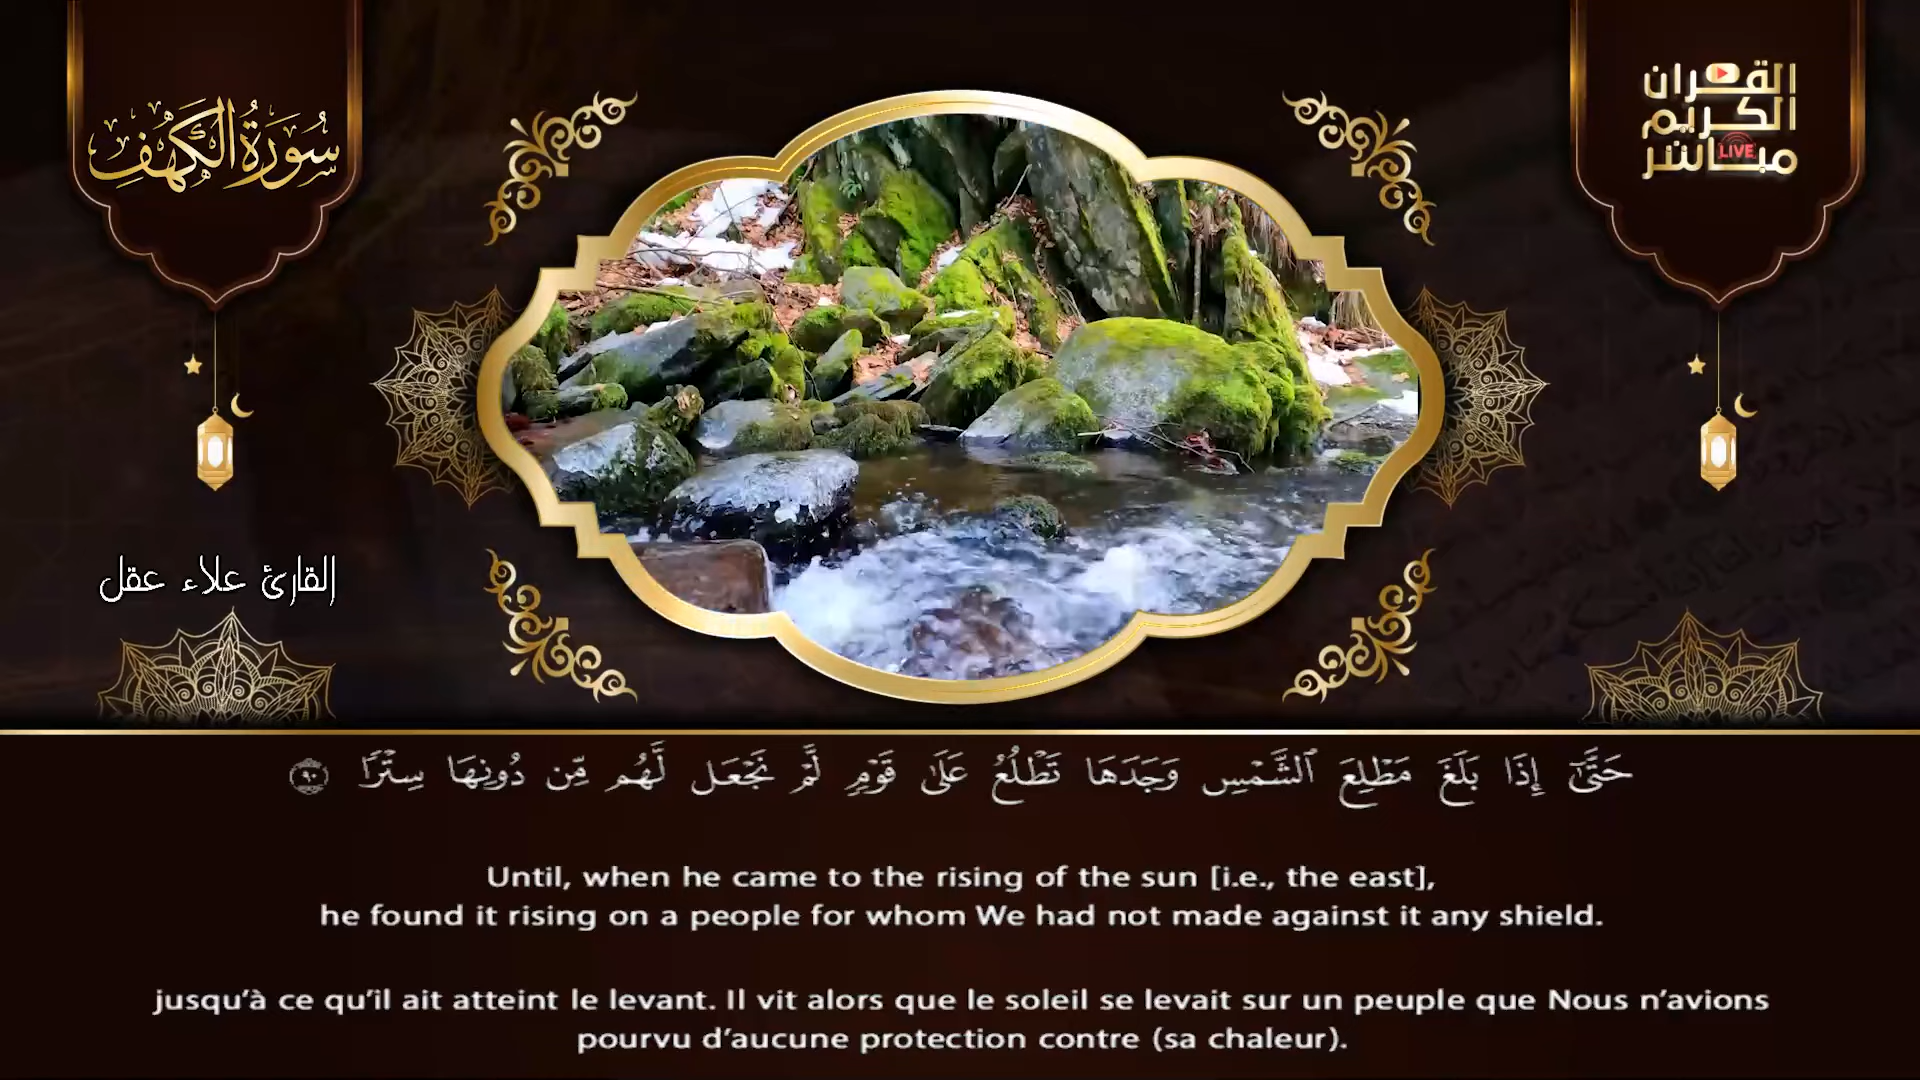 سُورَةُ الْكَهْفِ
القرآن
الكريم
مباشر
LIVE
القارئ علاء عقل
حَتَّىٰٓ إِذَا بَلَغَ مَطْلِعَ ٱلشَّمْسِ وَجَدَهَا تَطْلُعُ عَلَىٰ قَوْمٍ لَّمْ نَجْعَل لَّهُم مِّن دُونِهَا سِتْرًا ٩٠
Until, when he came to the rising of the sun [i.e., the east],
he found it rising on a people for whom We had not made against it any shield.
jusqu’à ce qu’il ait atteint le levant. Il vit alors que le soleil se levait sur un peuple que Nous n’avions
pourvu d’aucune protection contre (sa chaleur).